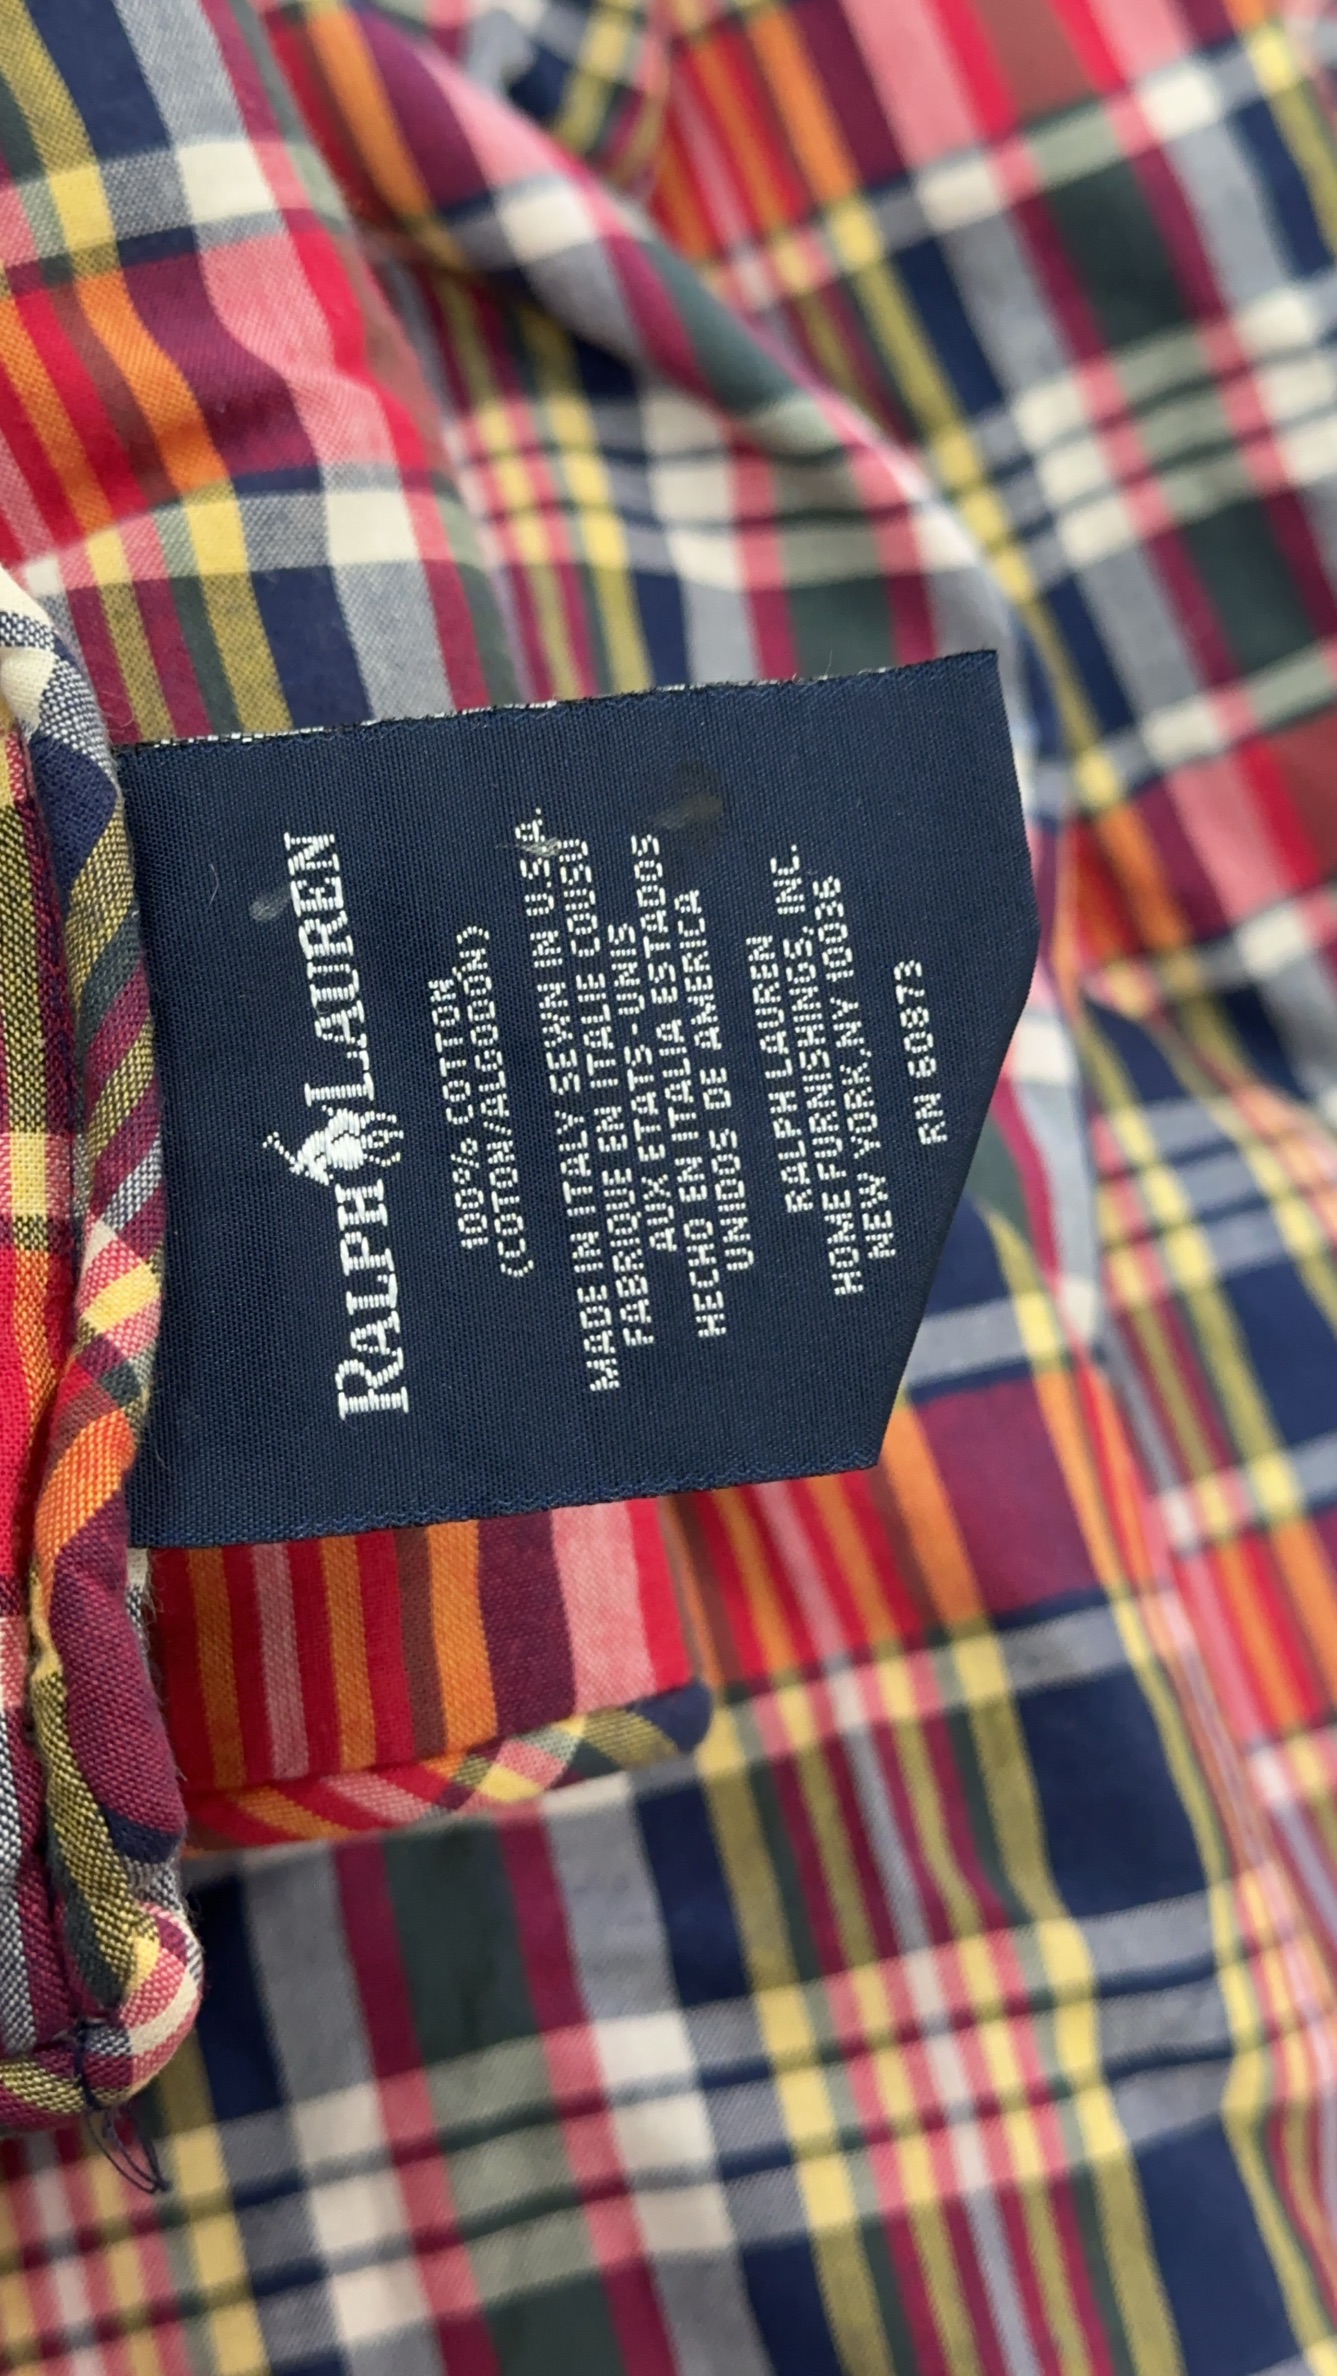 RALPH LAUREN
100% COTTON
(COTON/ALGODON)
MADE IN ITALY SEWN IN U.S.A.
FABRIQUE EN ITALIE COUSU
AUX ETATS-UNIS
HECHO EN ITALIA ESTADOS
UNIDOS DE AMERICA
RALPH LAUREN
HOME FURNISHINGS, INC.
NEW YORK, NY 10036
RN 60873